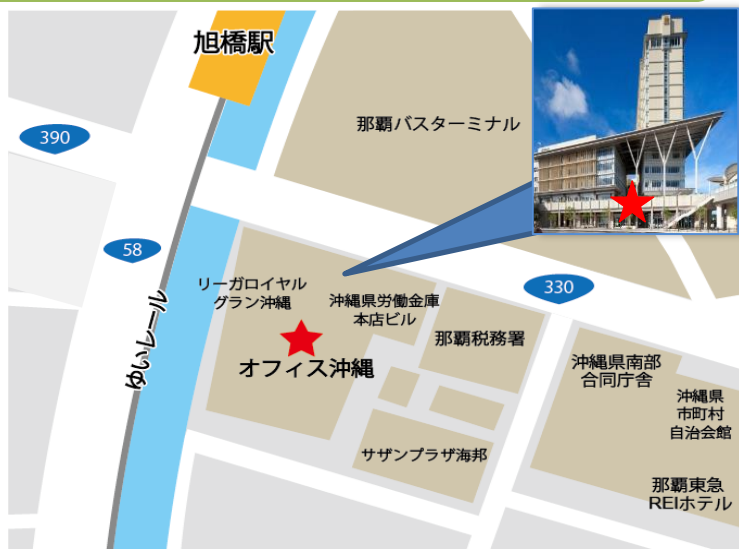 旭橋駅
那覇バスターミナル
390
58
330
リーガロイヤル
グラン沖縄
沖縄県労働金庫
本店ビル
那覇税務署
オフィス沖縄
ゆいレール
沖縄県南部
合同庁舎
沖縄県
市町村
自治会館
サザンプラザ海邦
那覇東急
REIホテル